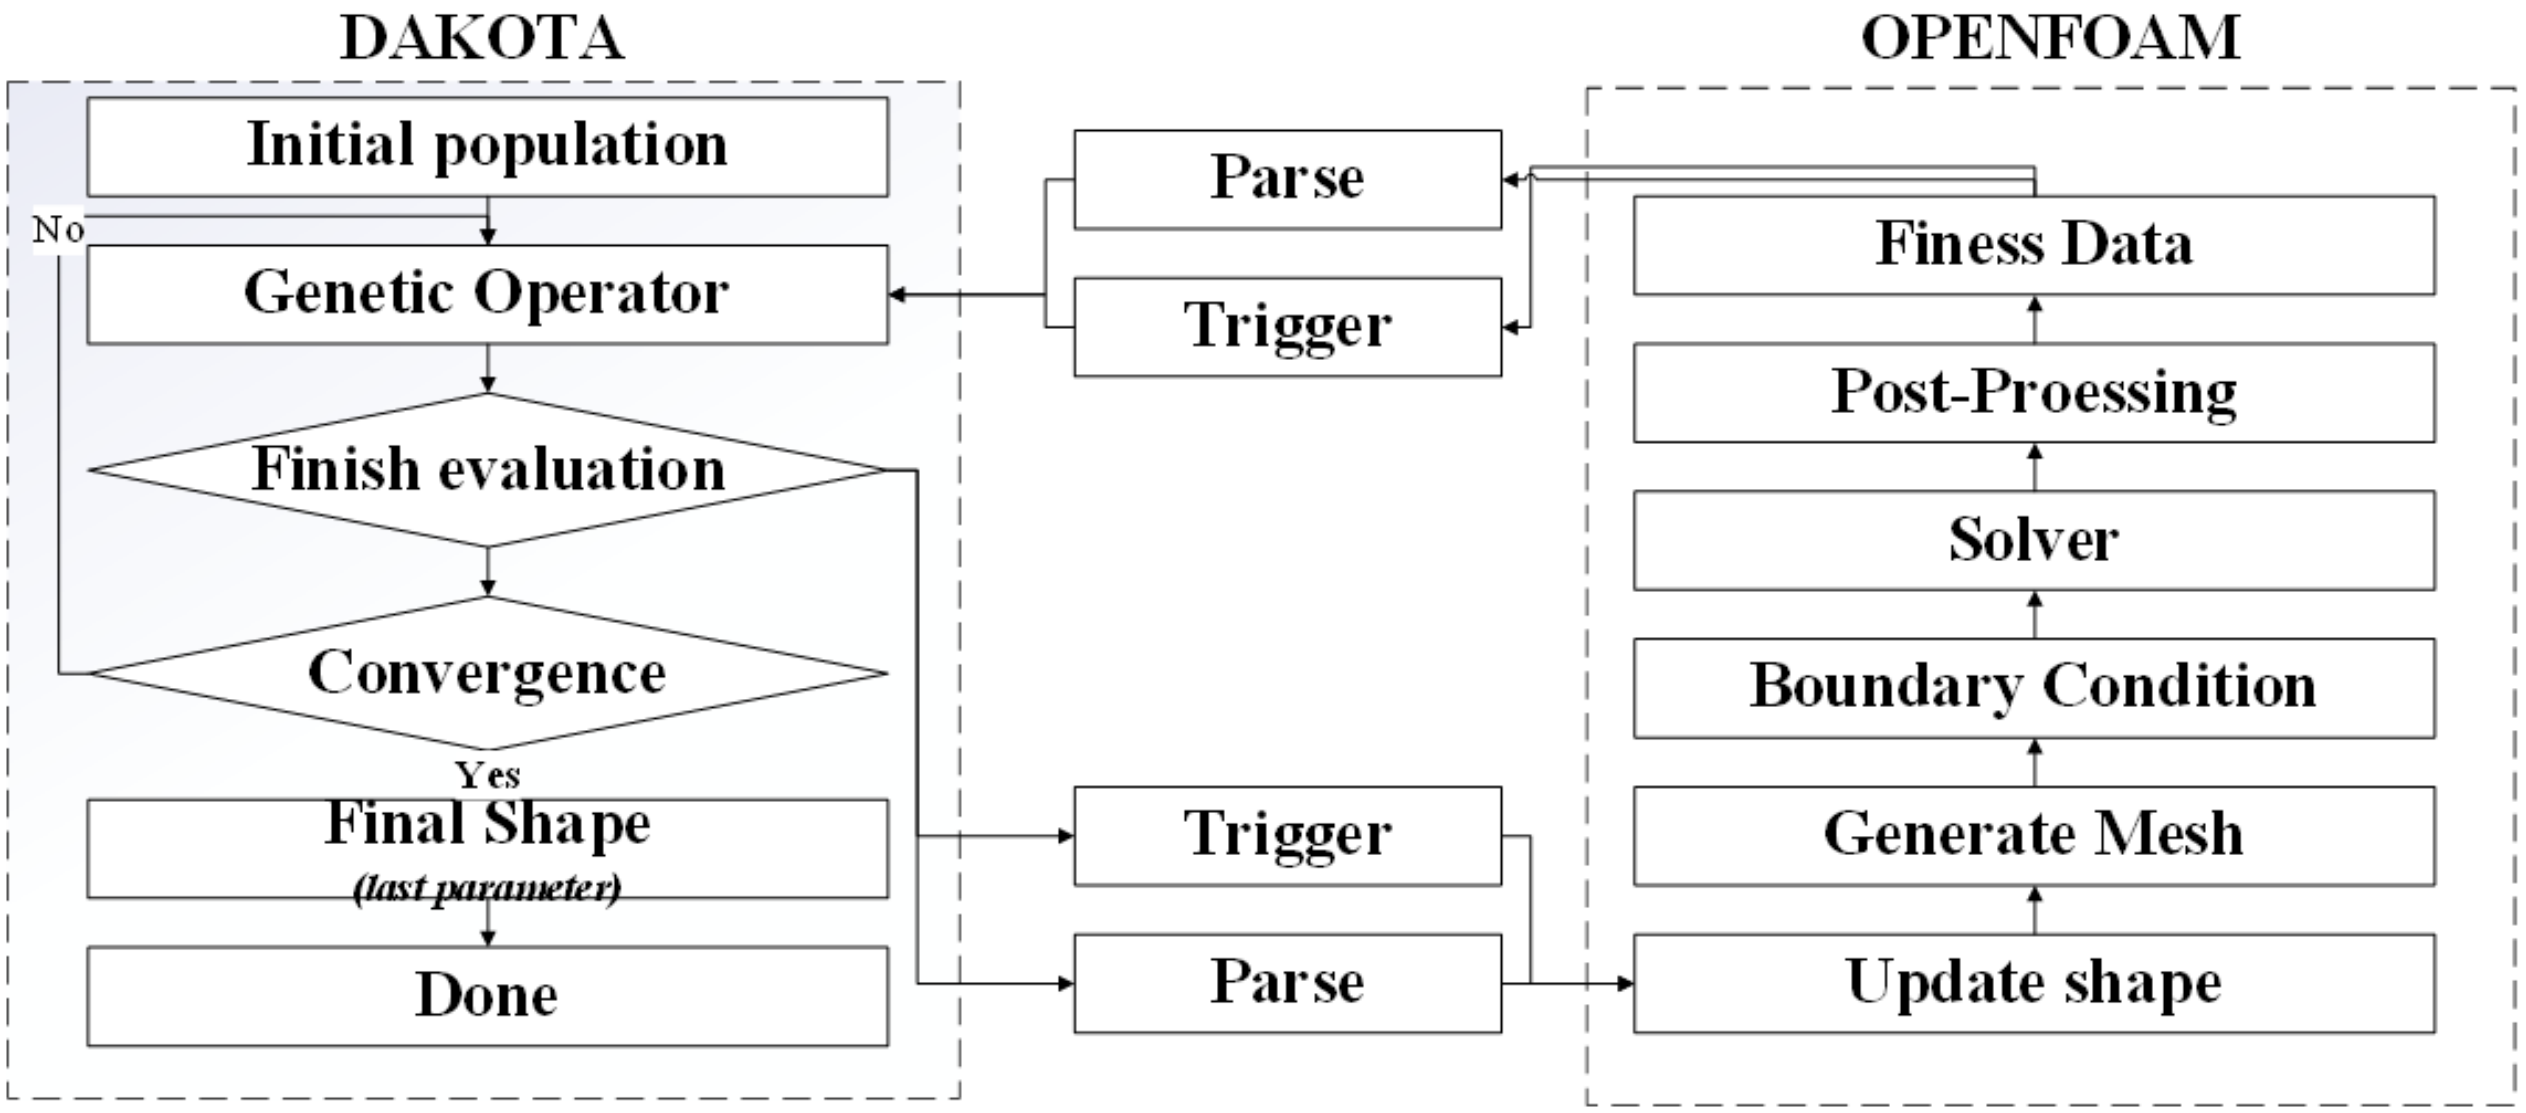 DAKOTA
Initial population
No
Genetic Operator
Finish evaluation
Convergence
Yes
Final Shape
(last parameter)
Done
Parse
Trigger
Trigger
Parse
OPENFOAM
Finess Data
Post-Proessing
Solver
Boundary Condition
Generate Mesh
Update shape